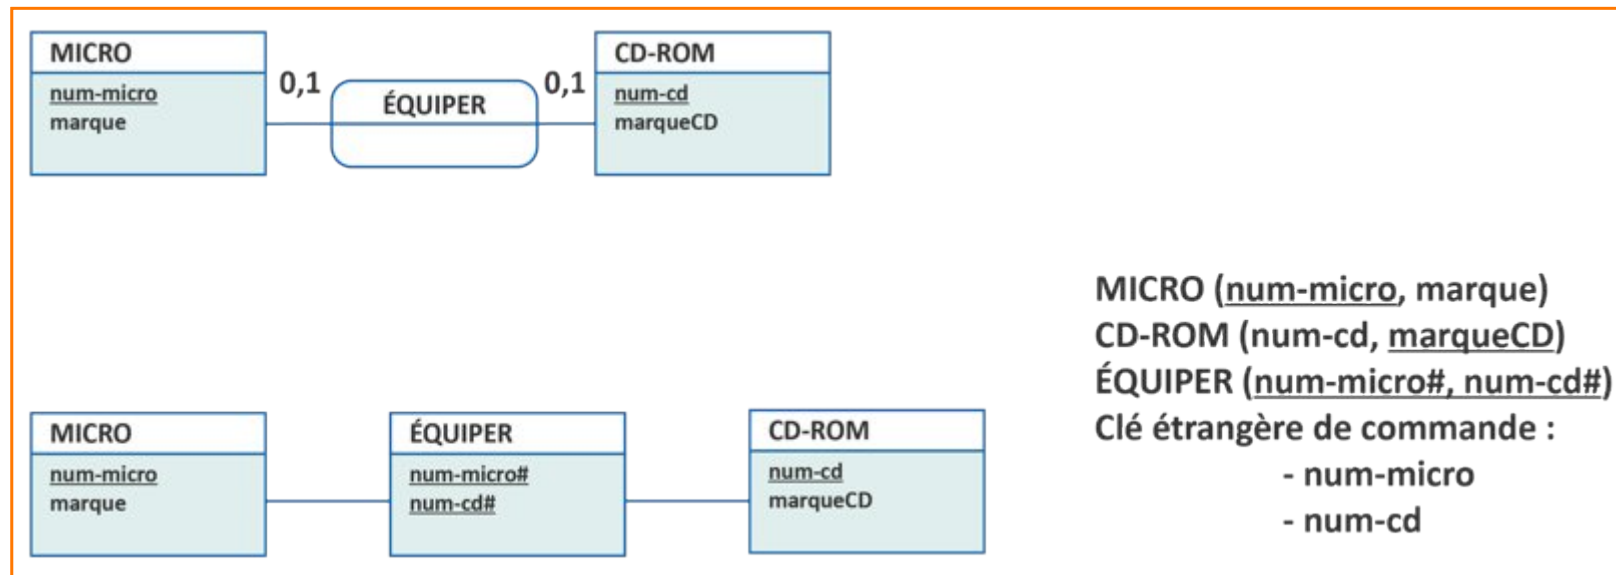 MICRO
num-micro
marque
0,1
ÉQUIPER
0,1
CD-ROM
num-cd
marqueCD
MICRO (num-micro, marque)
CD-ROM (num-cd, marqueCD)
ÉQUIPER (num-micro#, num-cd#)
Clé étrangère de commande :
- num-micro
- num-cd
MICRO
num-micro
marque
ÉQUIPER
num-micro#
num-cd#
CD-ROM
num-cd
marqueCD